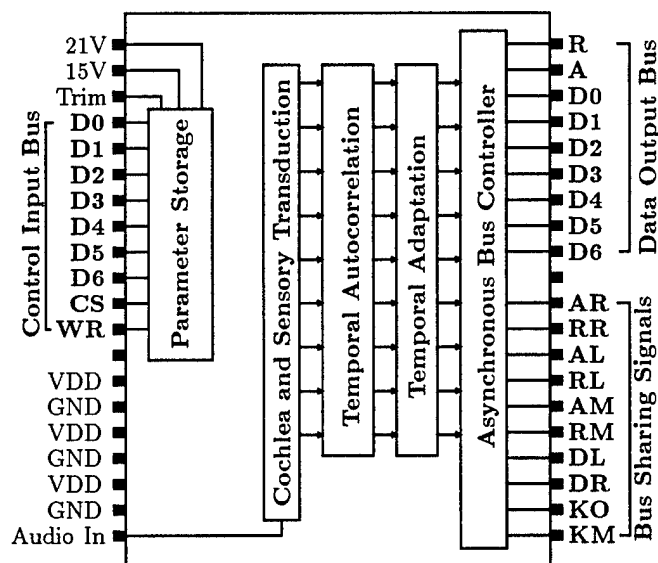 21V
15V
Trim
D0
D1
D2
D3
D4
D5
D6
CS
WR
VDD
GND
VDD
GND
VDD
GND
Audio In
Control Input Bus
Parameter Storage
Cochlea and Sensory Transduction
Temporal Autocorrelation
Temporal Adaptation
Asynchronous Bus Controller
R
A
D0
D1
D2
D3
D4
D5
D6
AR
RR
AL
RL
AM
RM
DL
DR
KO
KM
Data Output Bus
Bus Sharing Signals